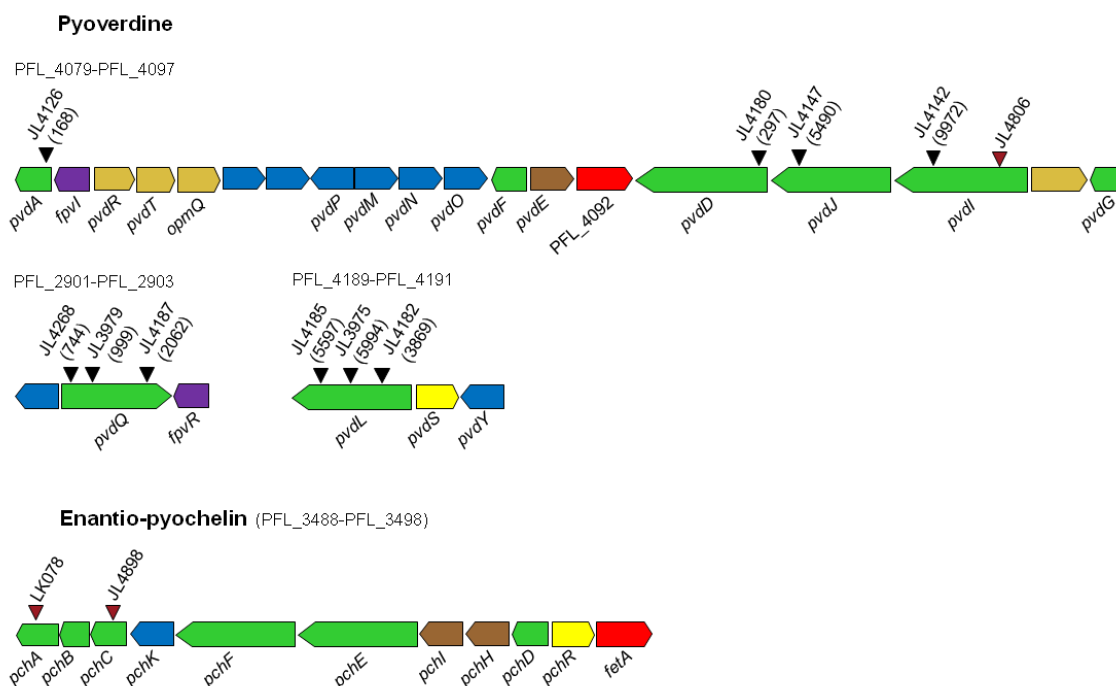 Pyoverdine
PFL_4079-PFL_4097
JL4126
(168)
JL4180
(297)
JL4147
(5490)
JL4142
(9972)
JL4806
pvdA
fpvI
pvdR
pvdT
opmQ
pvdP
pvdM
pvdN
pvdO
pvdF
pvdE
PFL_4092
pvdD
pvdJ
pvdI
pvdG
PFL_2901-PFL_2903
JL4268
(744)
JL3979
(999)
JL4187
(2062)
pvdQ
fpvR
PFL_4189-PFL_4191
JL4185
(5597)
JL3975
(5994)
JL4182
(3869)
pvdL
pvdS
pvdY
Enantio-pyochelin (PFL_3488-PFL_3498)
LK078
JL4898
pchA
pchB
pchC
pchK
pchF
pchE
pchI
pchH
pchD
pchR
fetA